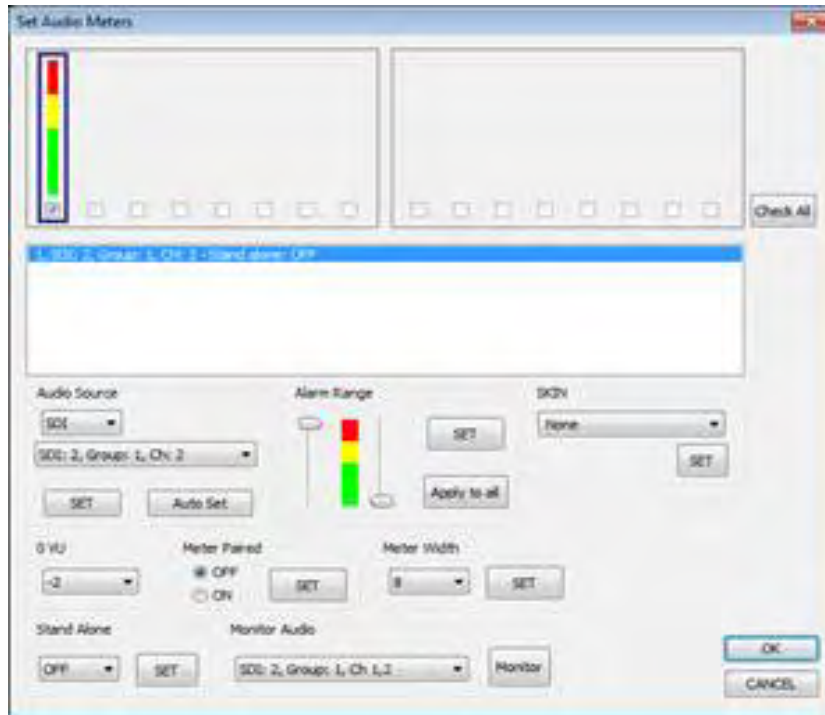 Set Audio Meters
Check All
1, SDI: 2, Group: 1, CH: 2 - Stand alone: OFF
Audio Source
Alarm Range
SKIN
SDI
None
SET
SDI: 2, Group: 1, Ch: 2
SET
SET
Auto Set
Apply to all
0 VU
Meter Paired
Meter Width
-2
OFF
ON
SET
8
SET
Stand Alone
Monitor Audio
OFF
SET
SDI: 2, Group: 1, Ch 1,2
Monitor
OK
CANCEL